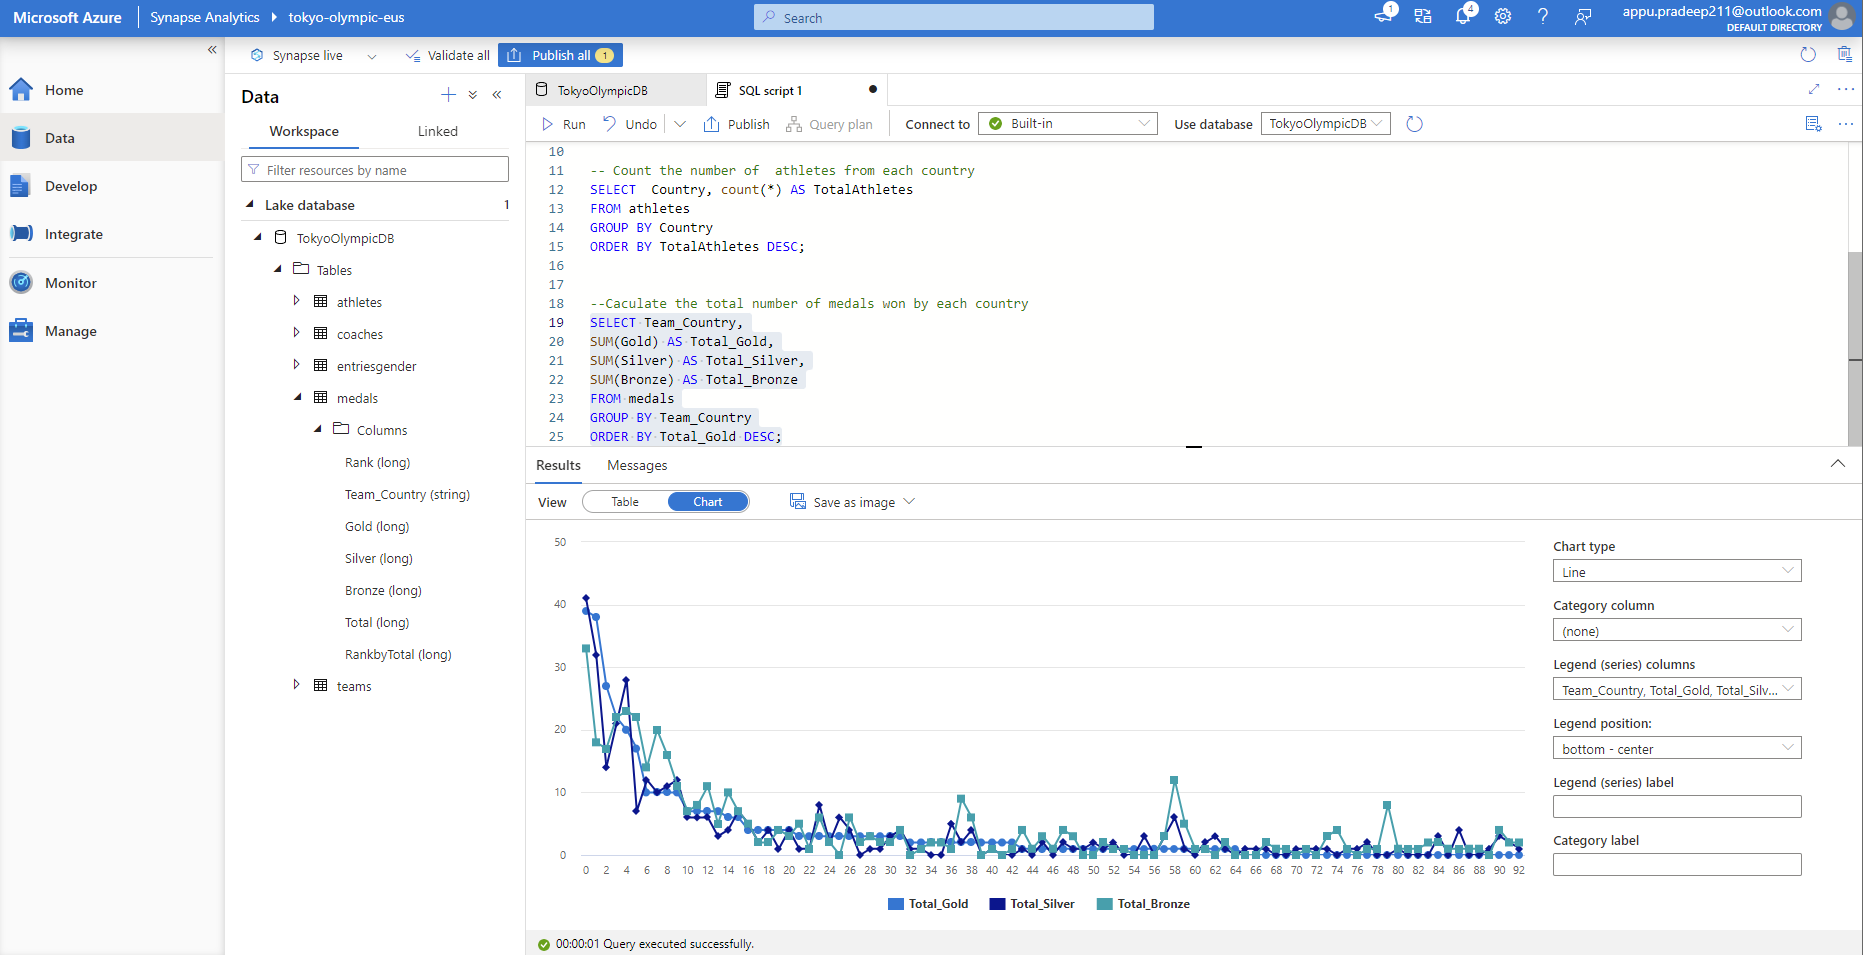 Microsoft Azure
Synapse Analytics
tokyo-olympic-eus
Search
1
4
appu.pradeep211@outlook.com
DEFAULT DIRECTORY
Synapse live
Validate all
Publish all 1
Home
Data
Develop
Integrate
Monitor
Manage
Data
Workspace
Linked
Filter resources by name
Lake database 1
TokyoOlympicDB
Tables
athletes
coaches
entriesgender
medals
Columns
Rank (long)
Team_Country (string)
Gold (long)
Silver (long)
Bronze (long)
Total (long)
RankbyTotal (long)
teams
TokyoOlympicDB
SQL script 1
Run
Undo
Publish
Query plan
Connect to
Built-in
Use database
TokyoOlympicDB
10
11 -- Count the number of  athletes from each country
12 SELECT  Country, count(*) AS TotalAthletes
13 FROM athletes
14 GROUP BY Country
15 ORDER BY TotalAthletes DESC;
16
17
18 --Caculate the total number of medals won by each country
19 SELECT Team_Country,
20 SUM(Gold) AS Total_Gold,
21 SUM(Silver) AS Total_Silver,
22 SUM(Bronze) AS Total_Bronze
23 FROM medals
24 GROUP BY Team_Country
25 ORDER BY Total_Gold DESC;
Results
Messages
View
Table
Chart
Save as image
50
40
30
20
10
0
0 2 4 6 8 10 12 14 16 18 20 22 24 26 28 30 32 34 36 38 40 42 44 46 48 50 52 54 56 58 60 62 64 66 68 70 72 74 76 78 80 82 84 86 88 90 92
Total_Gold
Total_Silver
Total_Bronze
Chart type
Line
Category column
(none)
Legend (series) columns
Team_Country, Total_Gold, Total_Silv...
Legend position:
bottom - center
Legend (series) label
Category label
00:00:01 Query executed successfully.